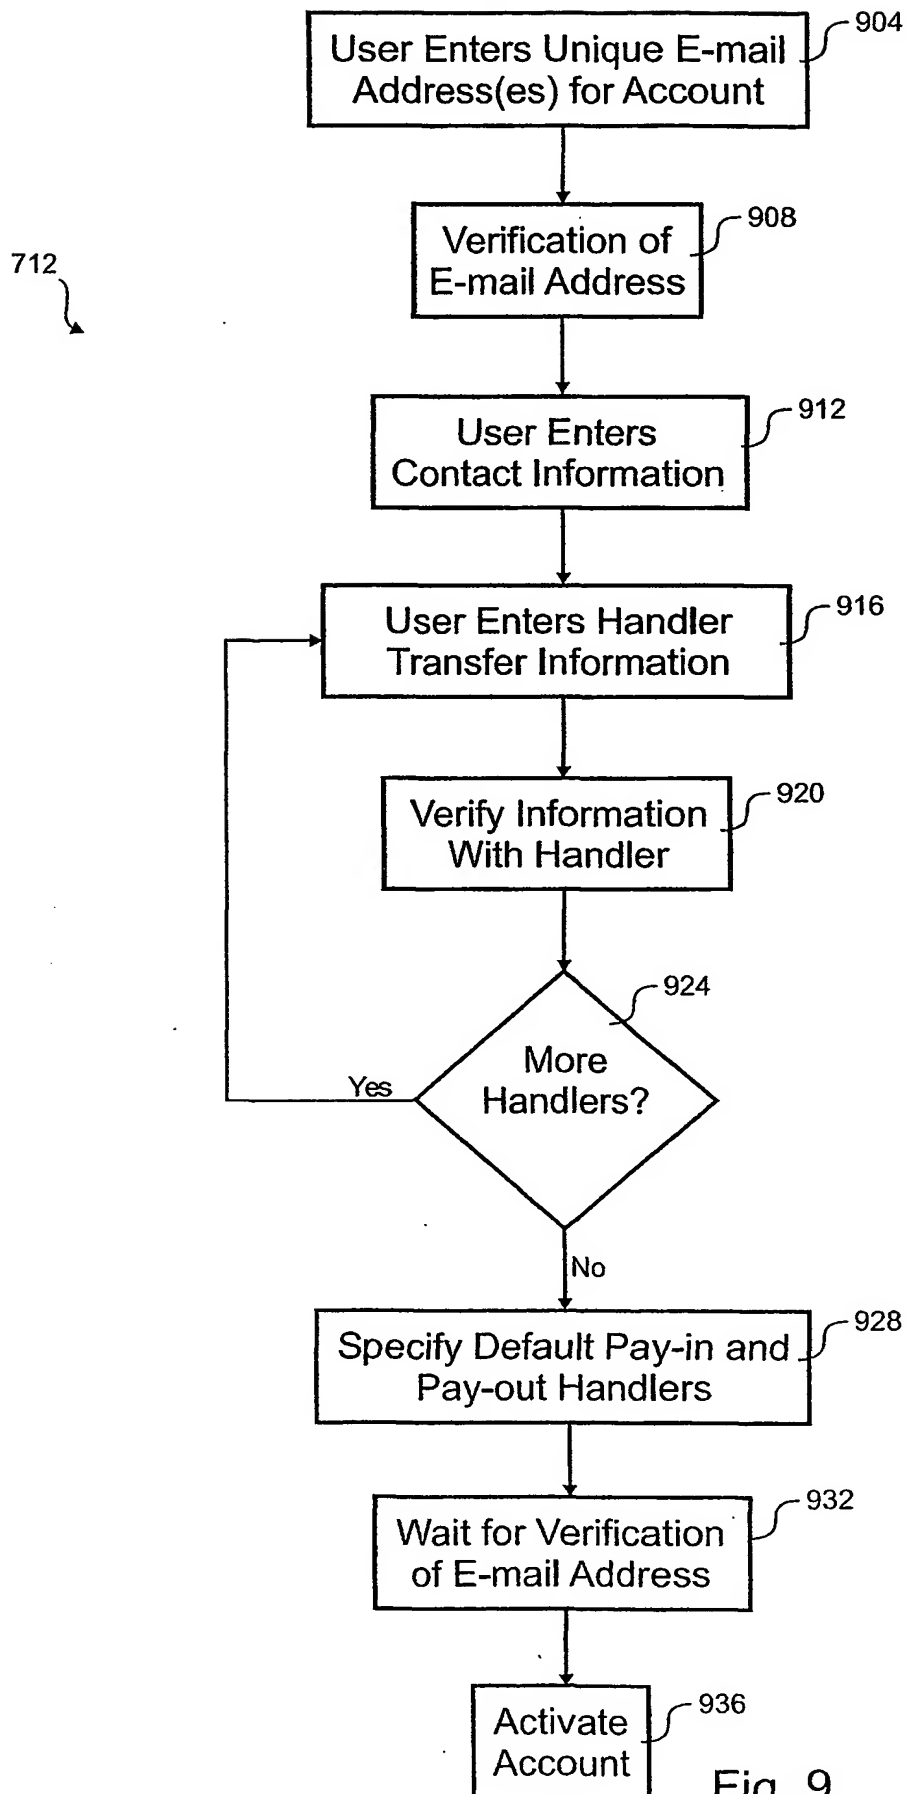 904
User Enters Unique E-mail
Address(es) for Account
908
Verification of
E-mail Address
712
912
User Enters
Contact Information
916
User Enters Handler
Transfer Information
920
Verify Information
With Handler
924
More
Handlers?
Yes
No
928
Specify Default Pay-in and
Pay-out Handlers
932
Wait for Verification
of E-mail Address
936
Activate
Account
Fig. 9